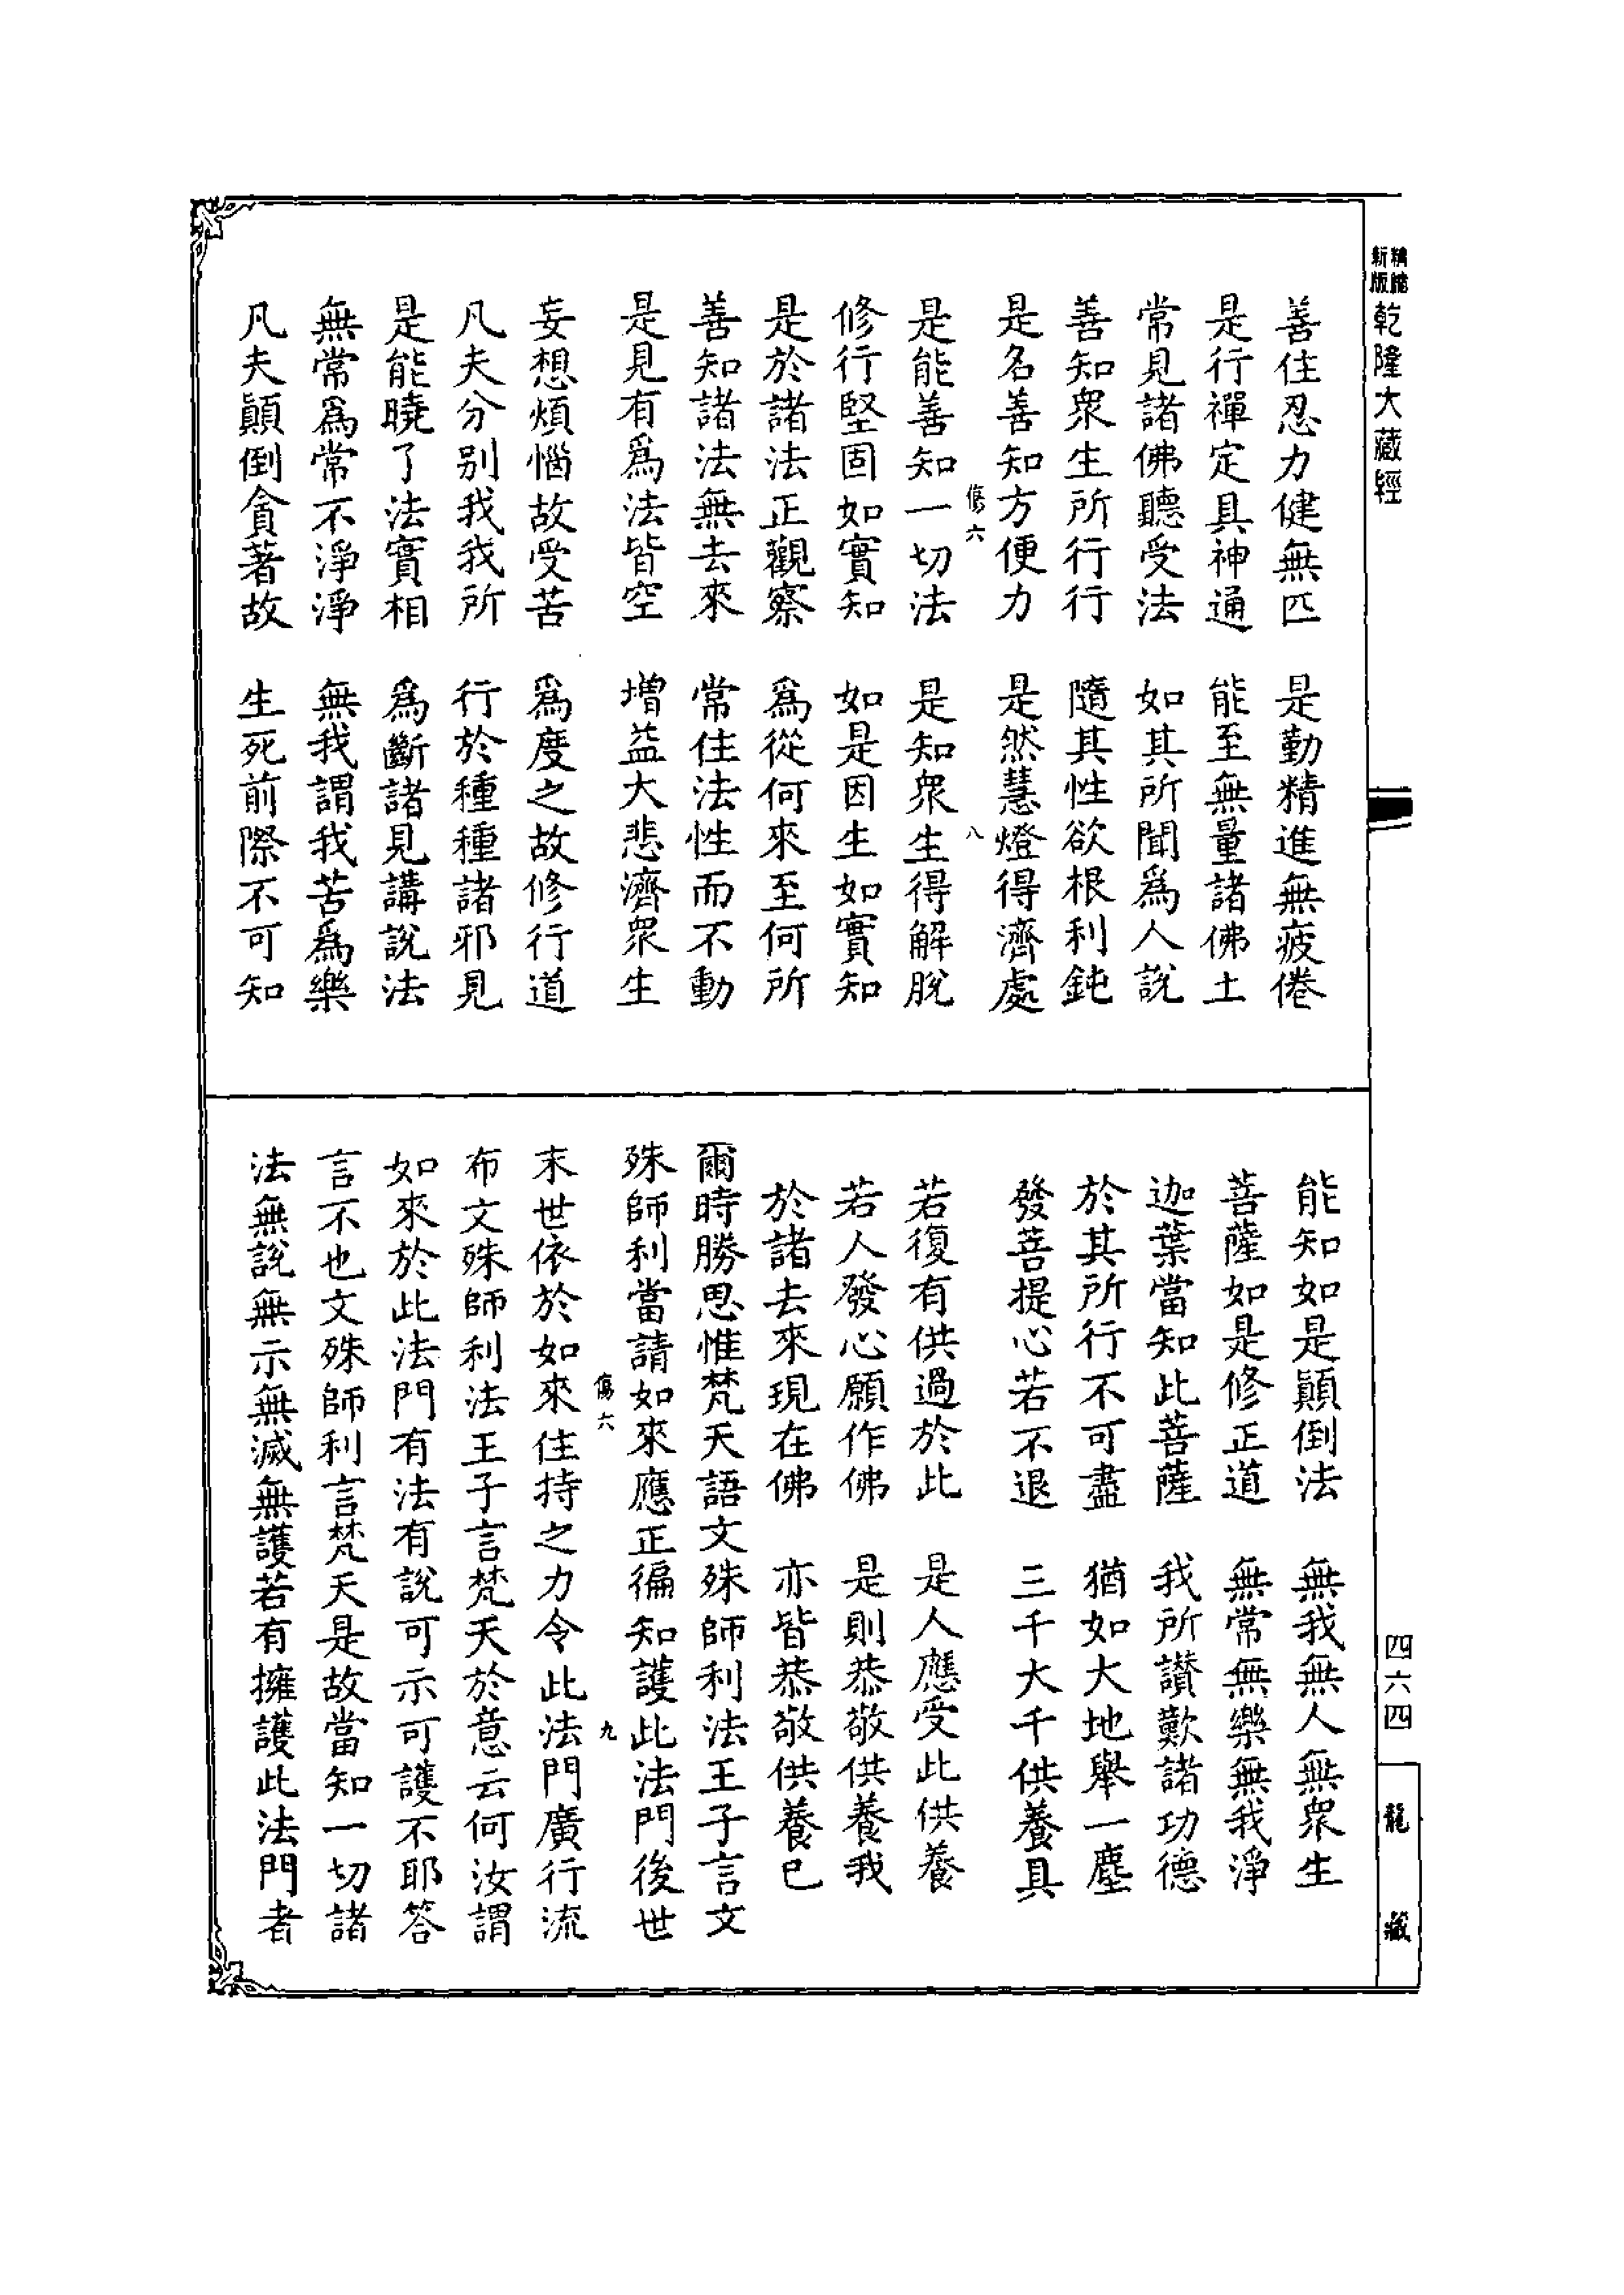 精縮新版 乾隆大藏經
善住忍力健無匹 是勤精進無疲倦
是行禪定具神通 能至無量諸佛土
常見諸佛聽受法 如其所聞爲人說
善知衆生所行行 隨其性欲根利鈍
是名善知方便力 是然慧燈得濟處
傷六 八
是能善知一切法 是知衆生得解脫
修行堅固如實知 如是因生如實知
是於諸法正觀察 爲從何來至何所
善知諸法無去來 常住法性而不動
是見有爲法皆空 增益大悲濟衆生
妄想煩惱故受苦 爲度之故修行道
凡夫分别我我所 行於種種諸邪見
是能曉了法實相 爲斷諸見講說法
無常爲常不淨淨 無我謂我苦爲樂
凡夫顚倒貪著故 生死前際不可知
能知如是顚倒法 無我無人無衆生
菩薩如是修正道 無常無樂無我淨
迦葉當知此菩薩 我所讚歎諸功德
於其所行不可盡 猶如大地舉一塵
發菩提心若不退 三千大千供養具
若復有供過於此 是人應受此供養
若人發心願作佛 是則恭敬供養我
於諸去來現在佛 亦皆恭敬供養已
爾時勝思惟梵天語文殊師利法王子言文
殊師利當請如來應正徧知護此法門後世
傷六 九
末世依於如來住持之力令此法門廣行流
布文殊師利法王子言梵天於意云何汝謂
如來於此法門有法有說可示可護不耶答
言不也文殊師利言梵天是故當知一切諸
法無說無示無滅無護若有擁護此法門者
四六四
龍藏